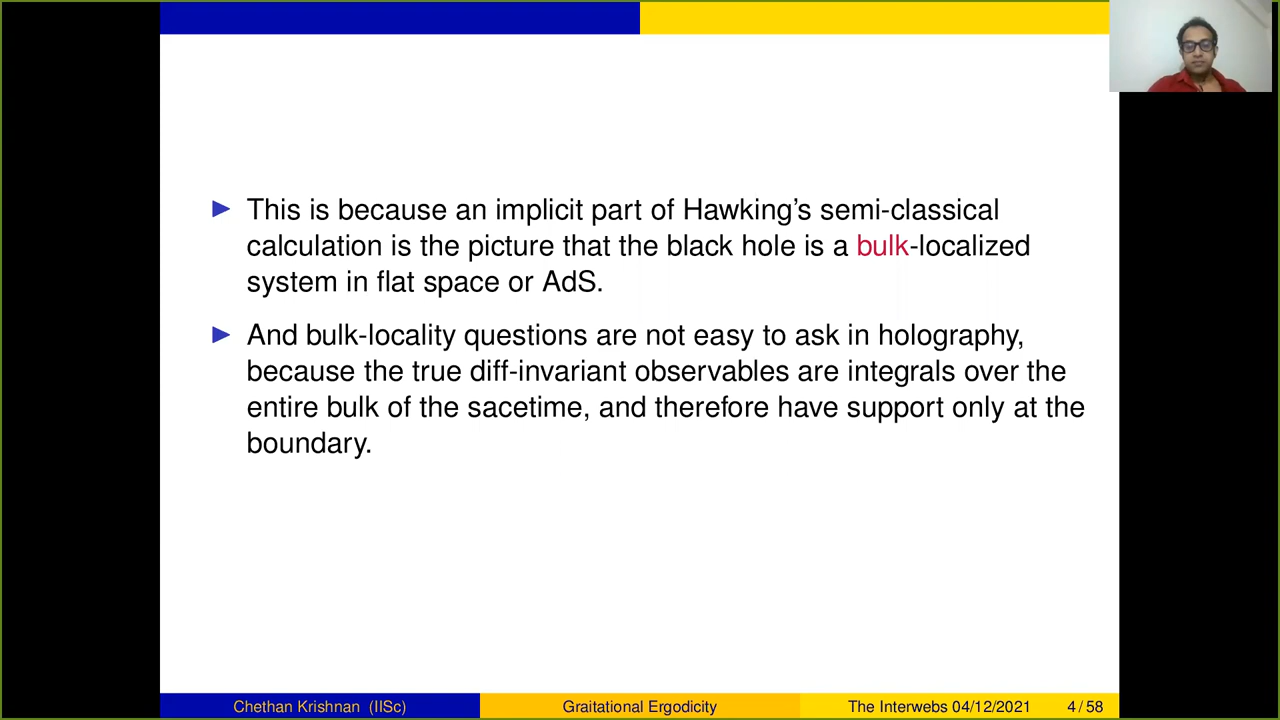 This is because an implicit part of Hawking's semi-classical
calculation is the picture that the black hole is a bulk-localized
system in flat space or AdS.
And bulk-locality questions are not easy to ask in holography,
because the true diff-invariant observables are integrals over the
entire bulk of the sacetime, and therefore have support only at the
boundary.
Chethan Krishnan (IISc) Graitational Ergodicity The Interwebs 04/12/2021 4 / 58